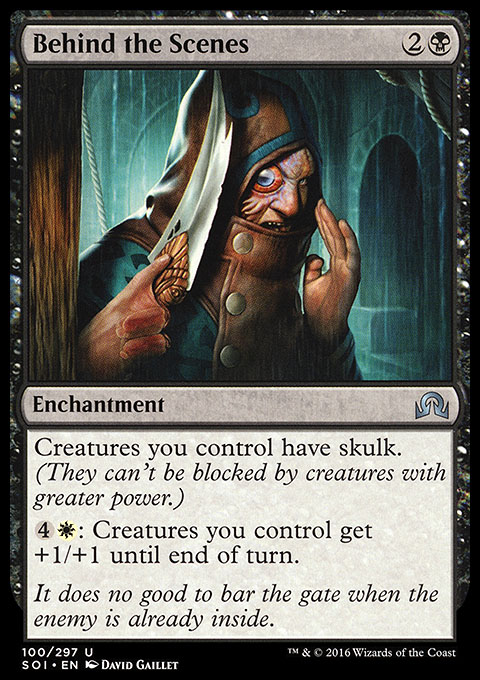 Behind the Scenes 2
Enchantment
Creatures you control have skulk.
(They can't be blocked by creatures with
greater power.)
4: Creatures you control get
+1/+1 until end of turn.
It does no good to bar the gate when the
enemy is already inside.
100/297 U
SOI • EN DAVID GAILLET
™ & © 2016 Wizards of the Coast